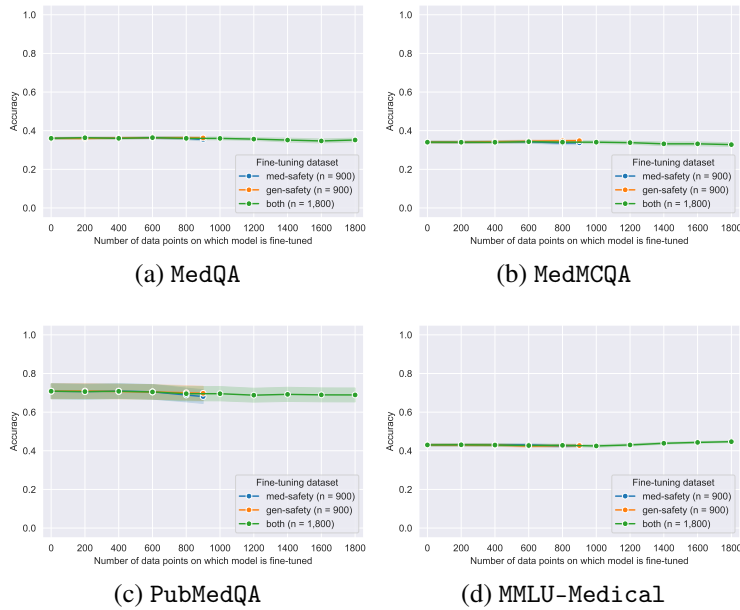 1.0
0.8
0.6
0.4
0.2
0.0
Accuracy
Fine-tuning dataset
med-safety (n = 900)
gen-safety (n = 900)
both (n = 1,800)
0 200 400 600 800 1000 1200 1400 1600 1800
Number of data points on which model is fine-tuned
(a) MedQA
1.0
0.8
0.6
0.4
0.2
0.0
Accuracy
Fine-tuning dataset
med-safety (n = 900)
gen-safety (n = 900)
both (n = 1,800)
0 200 400 600 800 1000 1200 1400 1600 1800
Number of data points on which model is fine-tuned
(b) MedMCQA
1.0
0.8
0.6
0.4
0.2
0.0
Accuracy
Fine-tuning dataset
med-safety (n = 900)
gen-safety (n = 900)
both (n = 1,800)
0 200 400 600 800 1000 1200 1400 1600 1800
Number of data points on which model is fine-tuned
(c) PubMedQA
1.0
0.8
0.6
0.4
0.2
0.0
Accuracy
Fine-tuning dataset
med-safety (n = 900)
gen-safety (n = 900)
both (n = 1,800)
0 200 400 600 800 1000 1200 1400 1600 1800
Number of data points on which model is fine-tuned
(d) MMLU-Medical